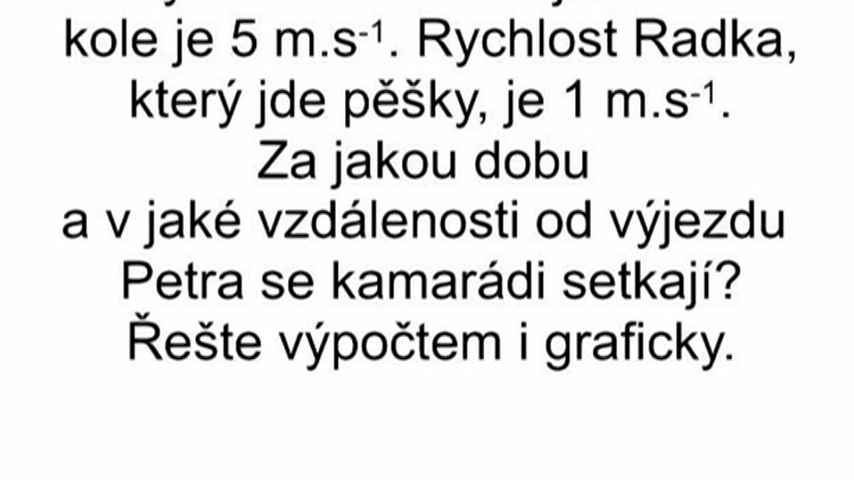 kole je 5 m.s⁻¹. Rychlost Radka,
který jde pěšky, je 1 m.s⁻¹.
Za jakou dobu
a v jaké vzdálenosti od výjezdu
Petra se kamarádi setkají?
Řešte výpočtem i graficky.